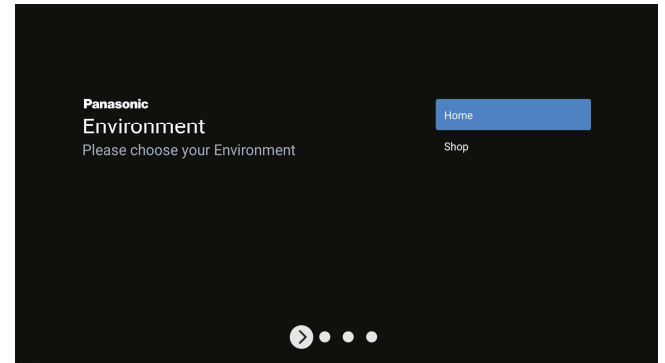 Panasonic
Environment
Please choose your Environment
Home
Shop